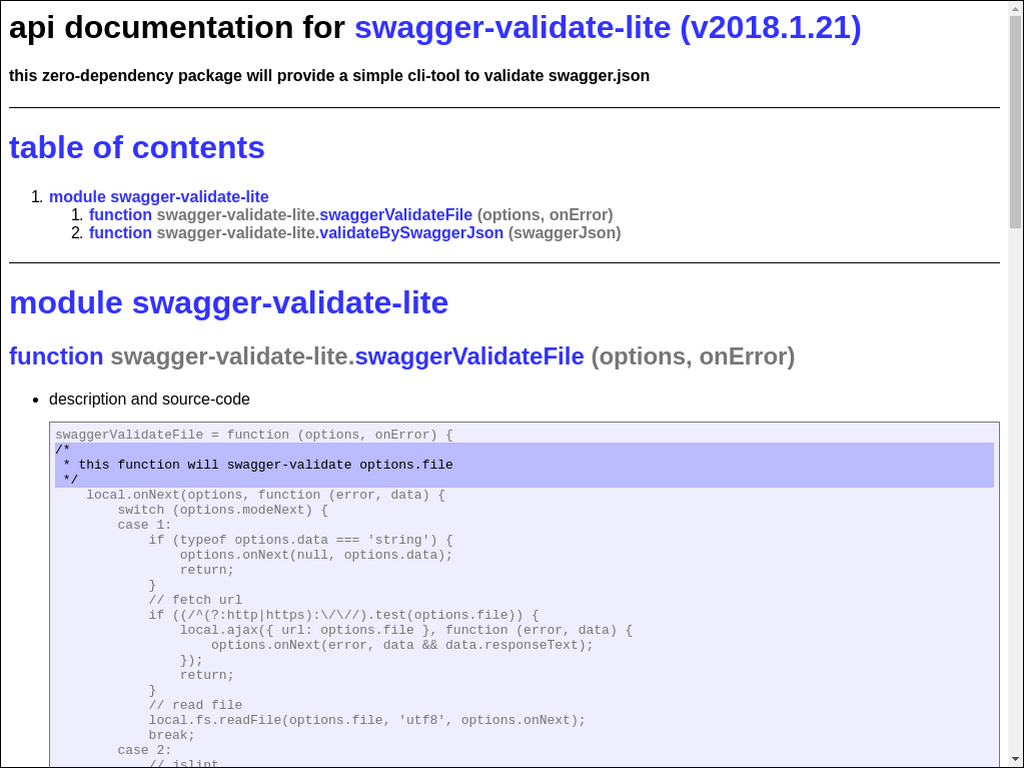 api documentation for swagger-validate-lite (v2018.1.21)
this zero-dependency package will provide a simple cli-tool to validate swagger.json
table of contents
1. module swagger-validate-lite
1. function swagger-validate-lite.swaggerValidateFile (options, onError)
2. function swagger-validate-lite.validateBySwaggerJson (swaggerJson)
module swagger-validate-lite
function swagger-validate-lite.swaggerValidateFile (options, onError)
• description and source-code
swaggerValidateFile = function (options, onError) {
/*
 * this function will swagger-validate options.file
 */
    local.onNext(options, function (error, data) {
        switch (options.modeNext) {
        case 1:
            if (typeof options.data === 'string') {
                options.onNext(null, options.data);
                return;
            }
            // fetch url
            if ((/^(?:http|https):\/\//).test(options.file)) {
                local.ajax({ url: options.file }, function (error, data) {
                    options.onNext(error, data && data.responseText);
                });
                return;
            }
            // read file
            local.fs.readFile(options.file, 'utf8', options.onNext);
            break;
        case 2:
            // jslint